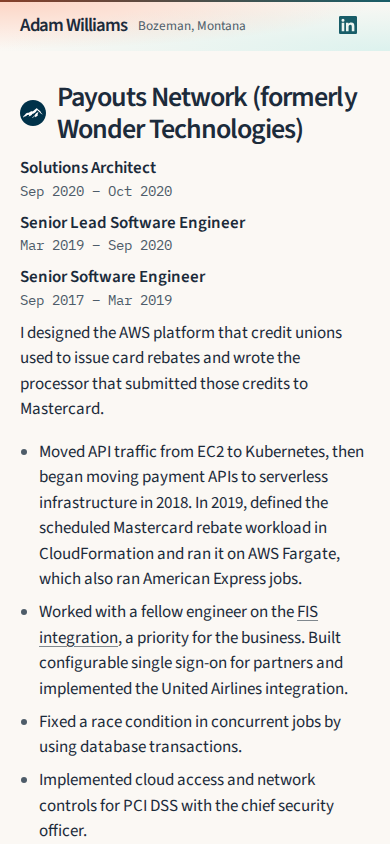 Adam Williams Bozeman, Montana in
Payouts Network (formerly
Wonder Technologies)
Solutions Architect
Sep 2020 – Oct 2020
Senior Lead Software Engineer
Mar 2019 – Sep 2020
Senior Software Engineer
Sep 2017 – Mar 2019
I designed the AWS platform that credit unions
used to issue card rebates and wrote the
processor that submitted those credits to
Mastercard.
• Moved API traffic from EC2 to Kubernetes, then
began moving payment APIs to serverless
infrastructure in 2018. In 2019, defined the
scheduled Mastercard rebate workload in
CloudFormation and ran it on AWS Fargate,
which also ran American Express jobs.
• Worked with a fellow engineer on the FIS
integration, a priority for the business. Built
configurable single sign-on for partners and
implemented the United Airlines integration.
• Fixed a race condition in concurrent jobs by
using database transactions.
• Implemented cloud access and network
controls for PCI DSS with the chief security
officer.